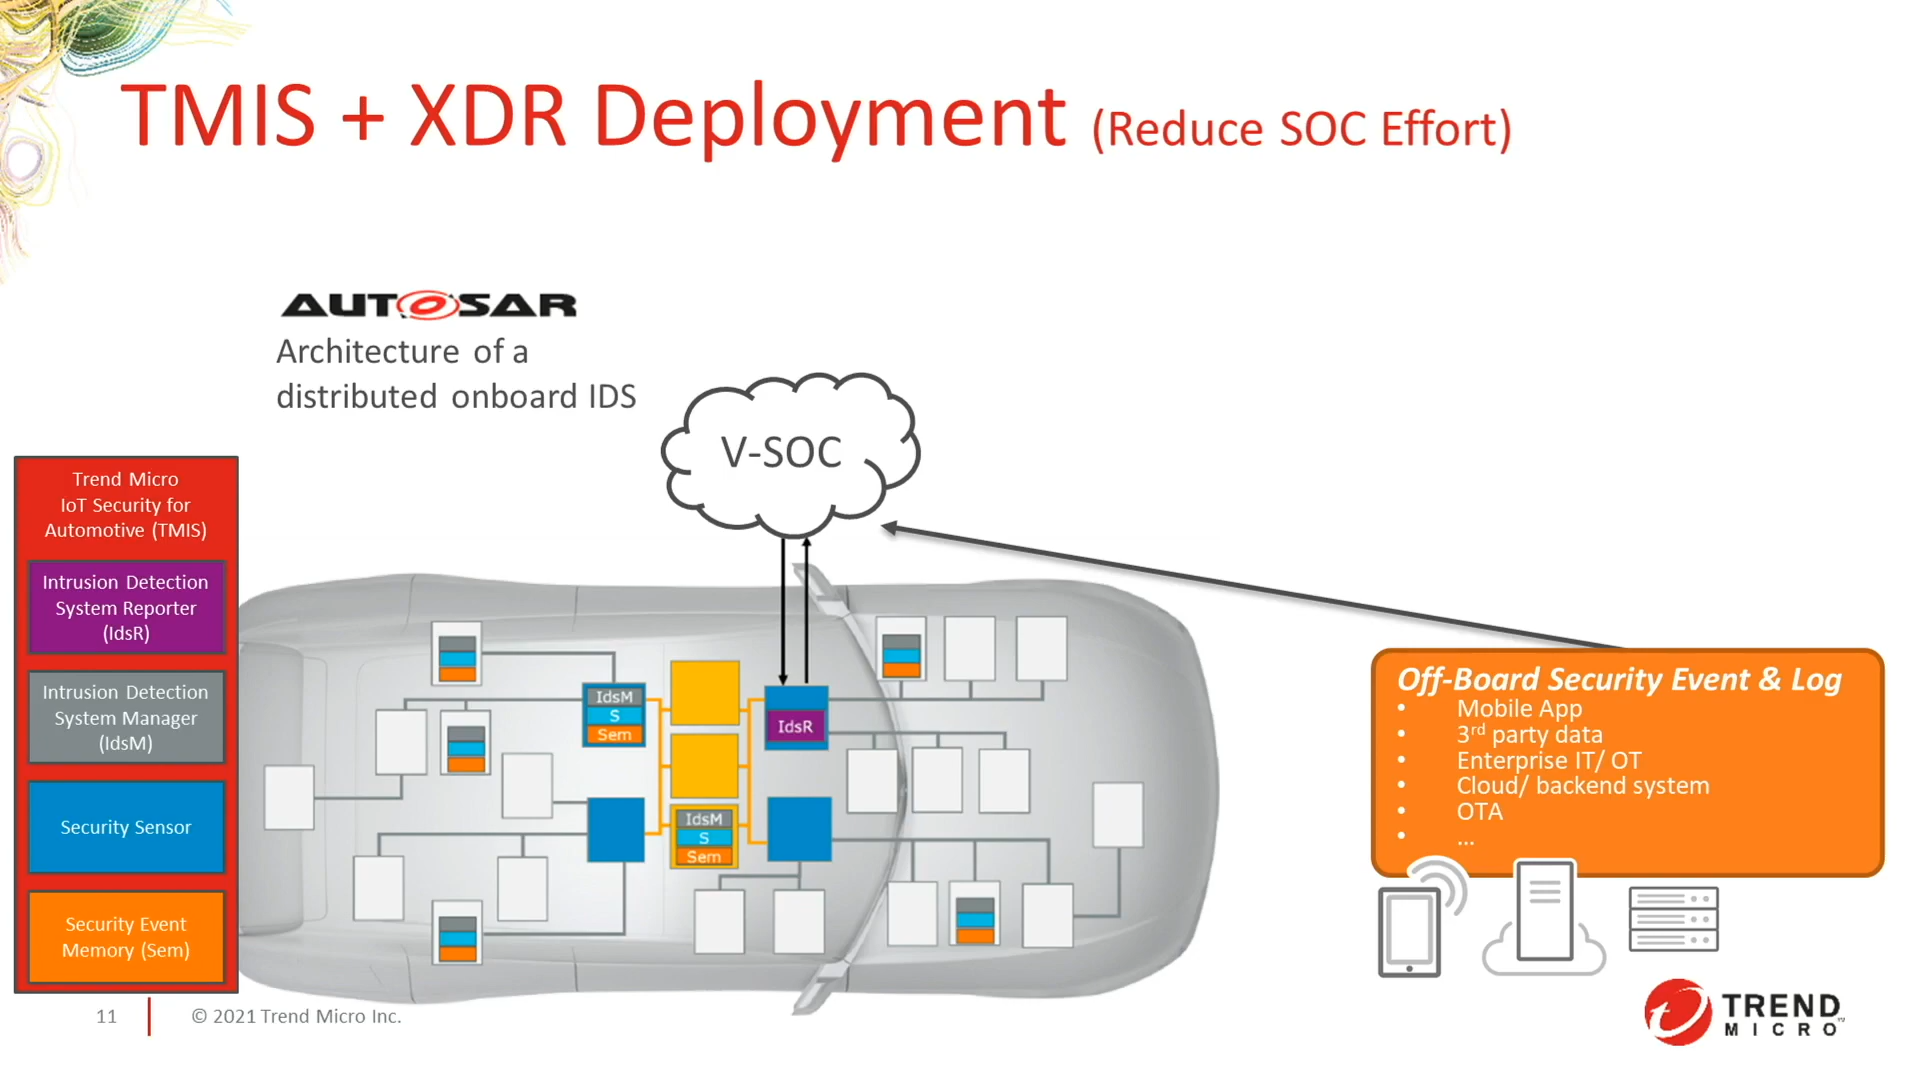 TMIS + XDR Deployment (Reduce SOC Effort)
AUTOSAR
Architecture of a
distributed onboard IDS
V-SOC
Trend Micro
IoT Security for
Automotive (TMIS)
Intrusion Detection
System Reporter
(IdsR)
Intrusion Detection
System Manager
(IdsM)
Security Sensor
Security Event
Memory (Sem)
IdsM
S
Sem
IdsR
IdsM
S
Sem
Off-Board Security Event & Log
• Mobile App
• 3rd party data
• Enterprise IT/ OT
• Cloud/ backend system
• OTA
• ...
11
© 2021 Trend Micro Inc.
TREND
MICRO™